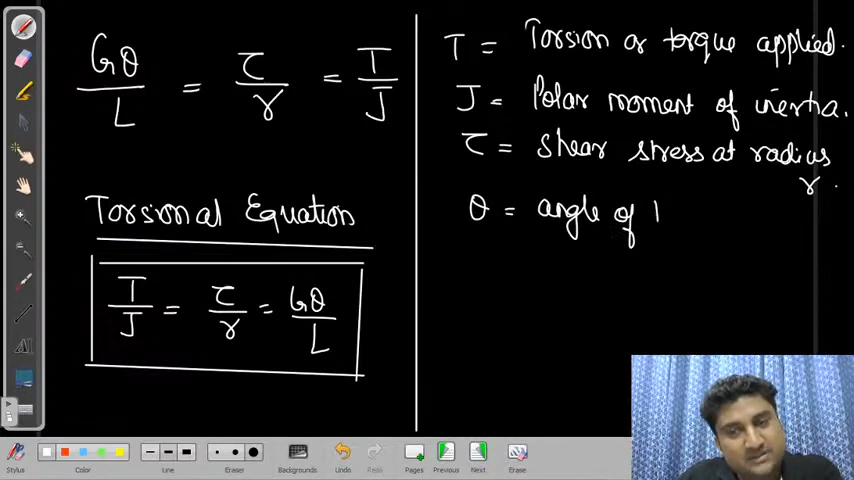 Gθ/L = τ/r = T/J
Torsional Equation
T/J = τ/r = Gθ/L
T = Torsion or torque applied.
J = Polar moment of inertia.
τ = shear stress at radius
r.
θ = angle of
Stylus
Color
Line
Eraser
Backgrounds
Undo
Redo
Pages
Previous
Next
Erase